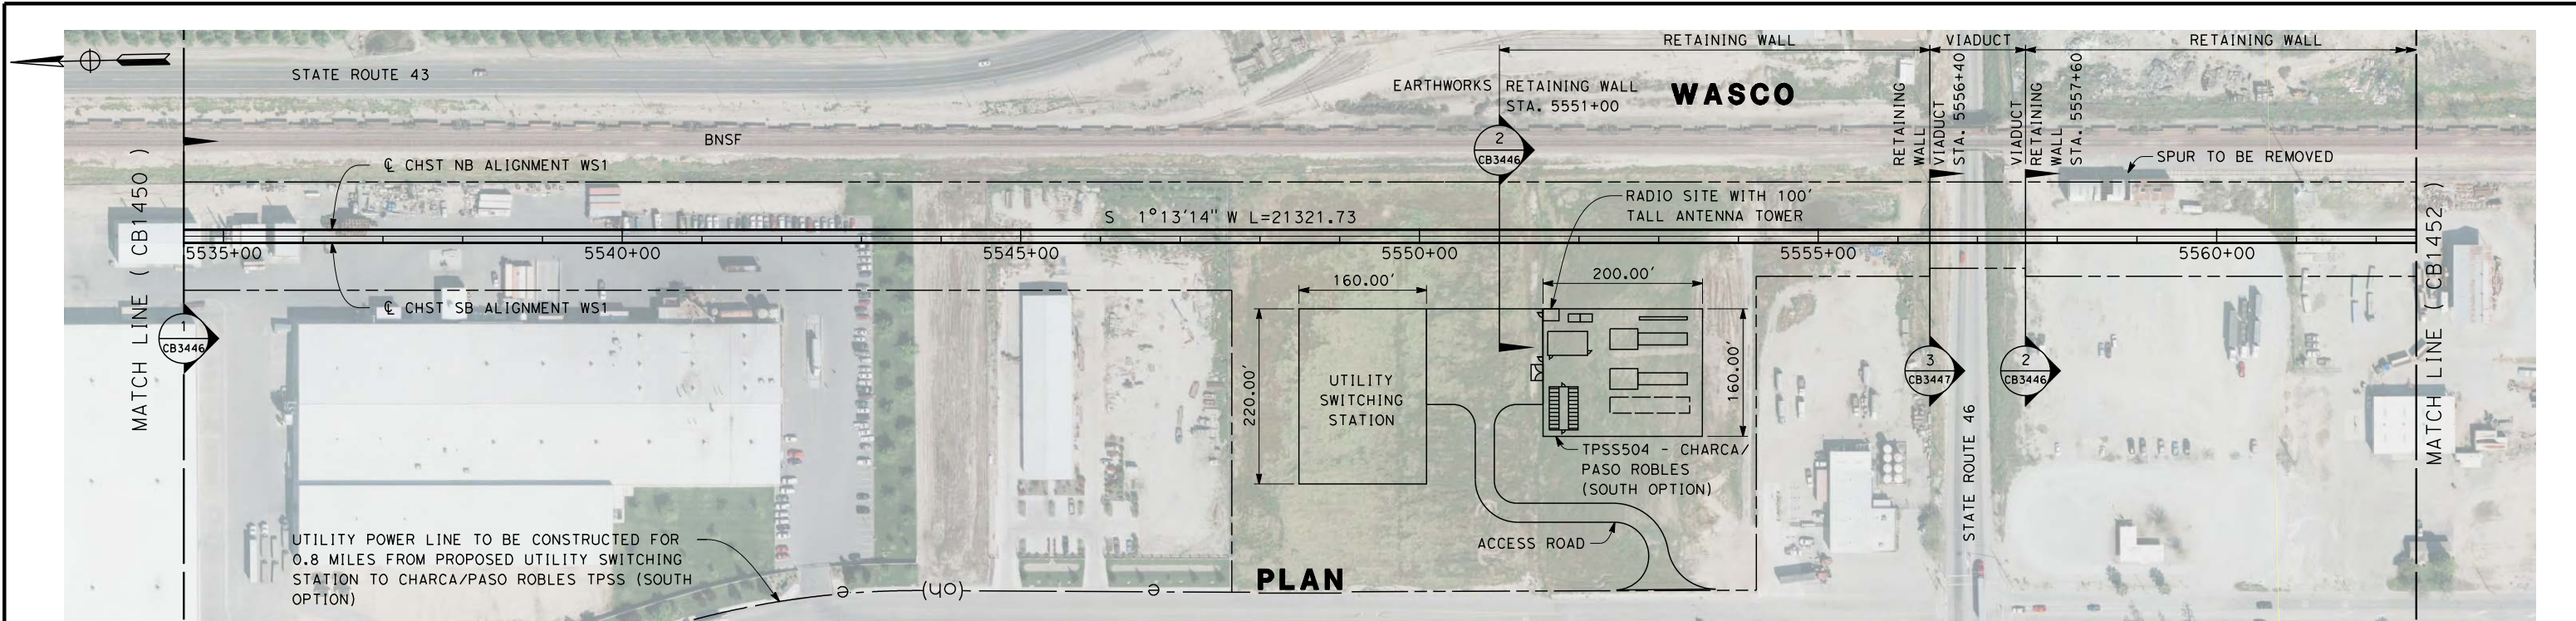 RETAINING WALL
VIADUCT
RETAINING WALL
STATE ROUTE 43
EARTHWORKS
RETAINING WALL
STA. 5551+00
WASCO
RETAINING
WALL
VIADUCT
STA. 5556+40
VIADUCT
RETAINING
WALL
STA. 5557+60
BNSF
2
CB3446
SPUR TO BE REMOVED
MATCH LINE ( CB1450 )
℄ CHST NB ALIGNMENT WS1
RADIO SITE WITH 100'
TALL ANTENNA TOWER
S 1°13'14" W L=21321.73
MATCH LINE ( CB1452 )
5535+00
5540+00
5545+00
5550+00
5555+00
5560+00
160.00'
200.00'
℄ CHST SB ALIGNMENT WS1
1
CB3446
220.00'
UTILITY
SWITCHING
STATION
160.00'
3
CB3447
2
CB3446
TPSS504 - CHARCA/
PASO ROBLES
(SOUTH OPTION)
STATE ROUTE 46
UTILITY POWER LINE TO BE CONSTRUCTED FOR
0.8 MILES FROM PROPOSED UTILITY SWITCHING
STATION TO CHARCA/PASO ROBLES TPSS (SOUTH
OPTION)
ACCESS ROAD
e
(oh)
e
PLAN